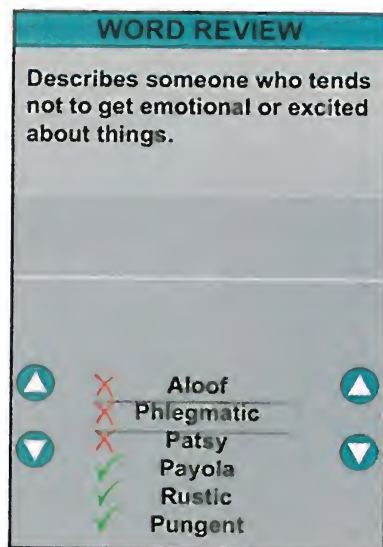 WORD REVIEW
Describes someone who tends
not to get emotional or excited
about things.
Aloof
Phlegmatic
Patsy
Payola
Rustic
Pungent